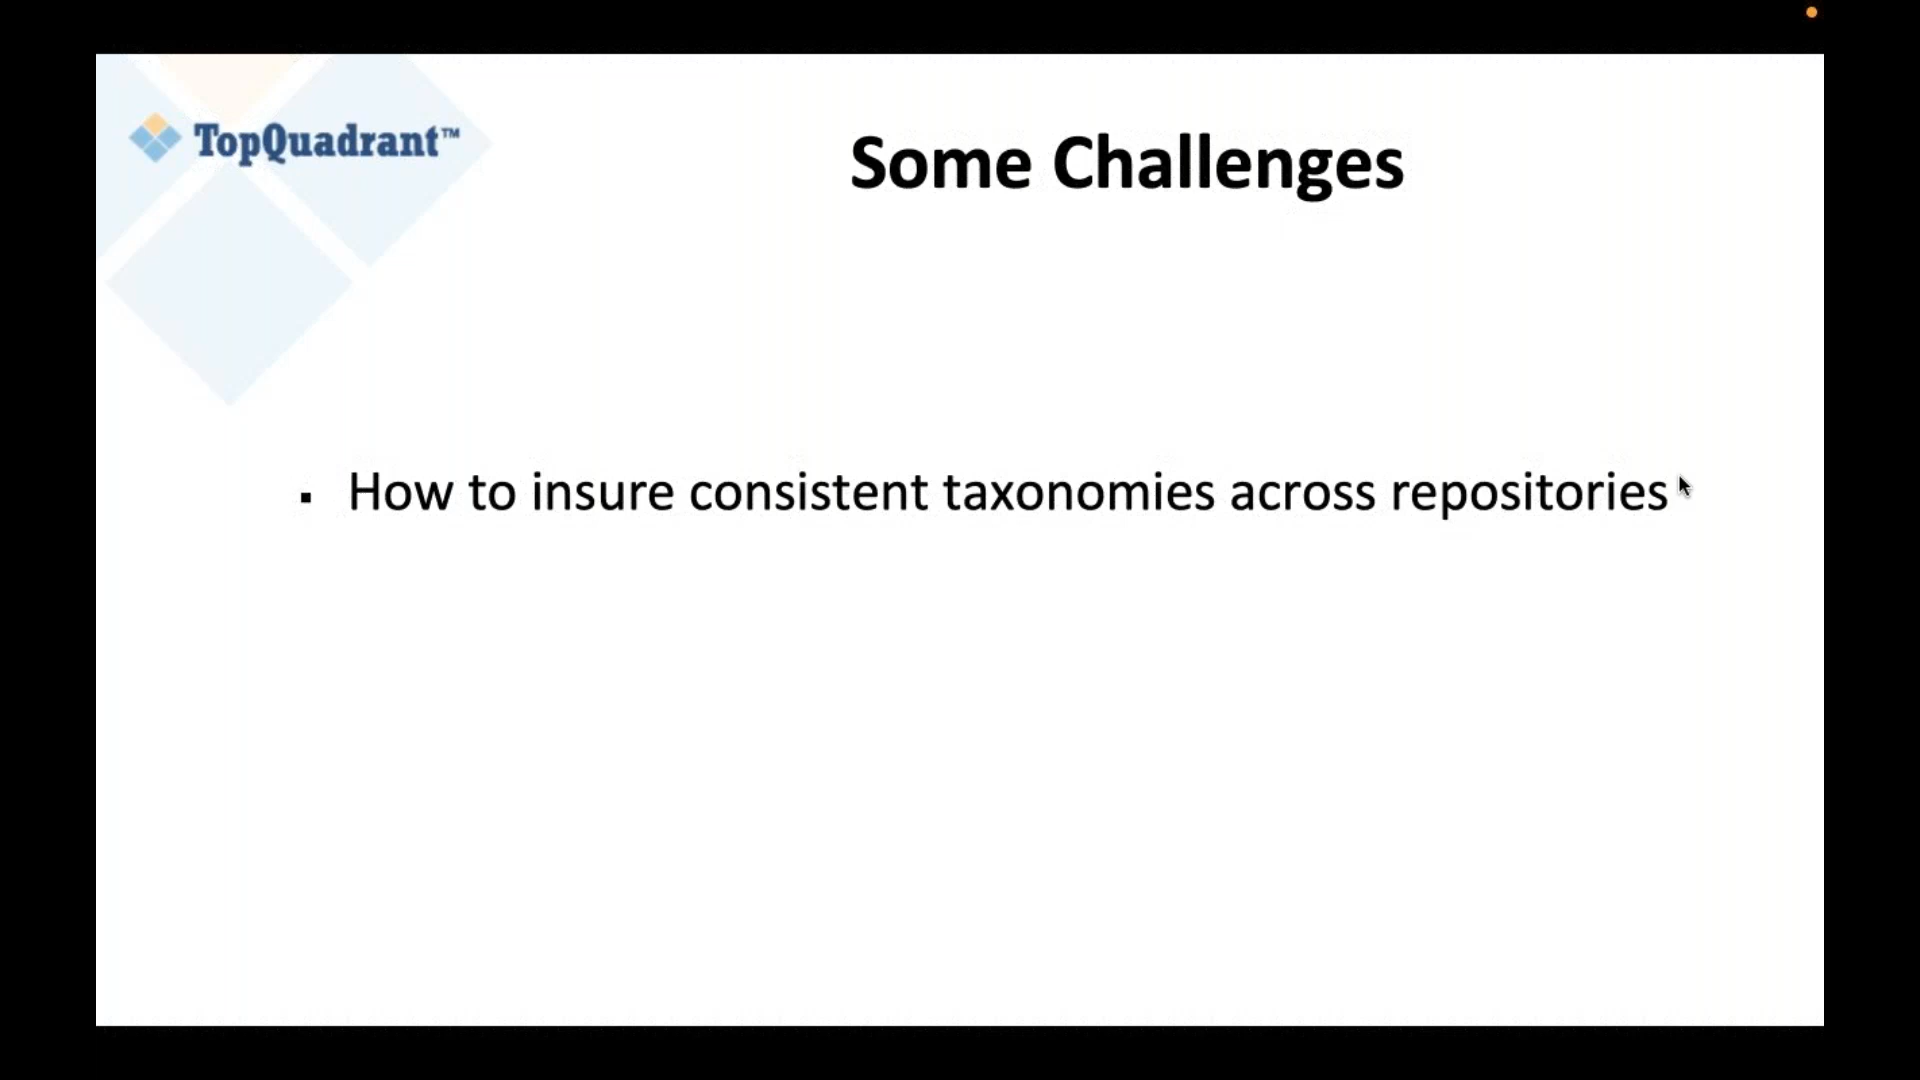 TopQuadrant™
Some Challenges
▪ How to insure consistent taxonomies across repositories